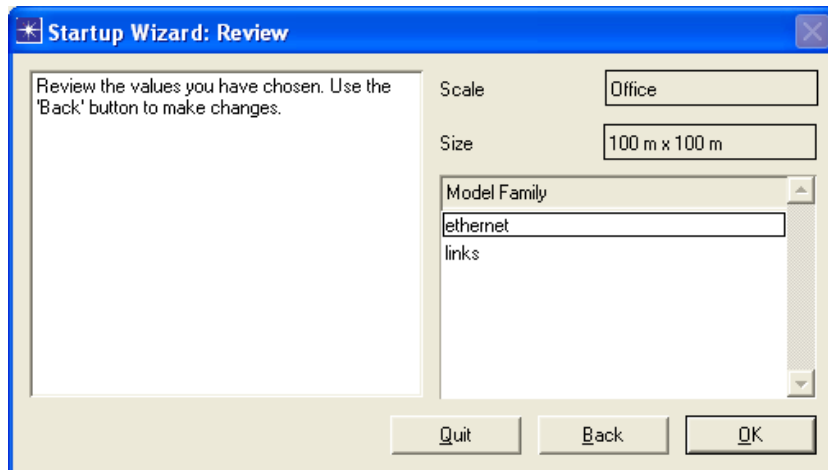 Startup Wizard: Review
Review the values you have chosen. Use the
'Back' button to make changes.
Scale
Office
Size
100 m x 100 m
Model Family
ethernet
links
Quit
Back
OK